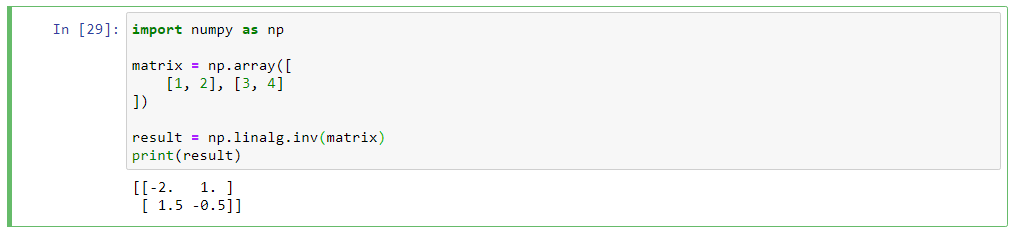 In [29]: import numpy as np
matrix = np.array([
    [1, 2], [3, 4]
])
result = np.linalg.inv(matrix)
print(result)
[[-2.   1. ]
 [ 1.5 -0.5]]